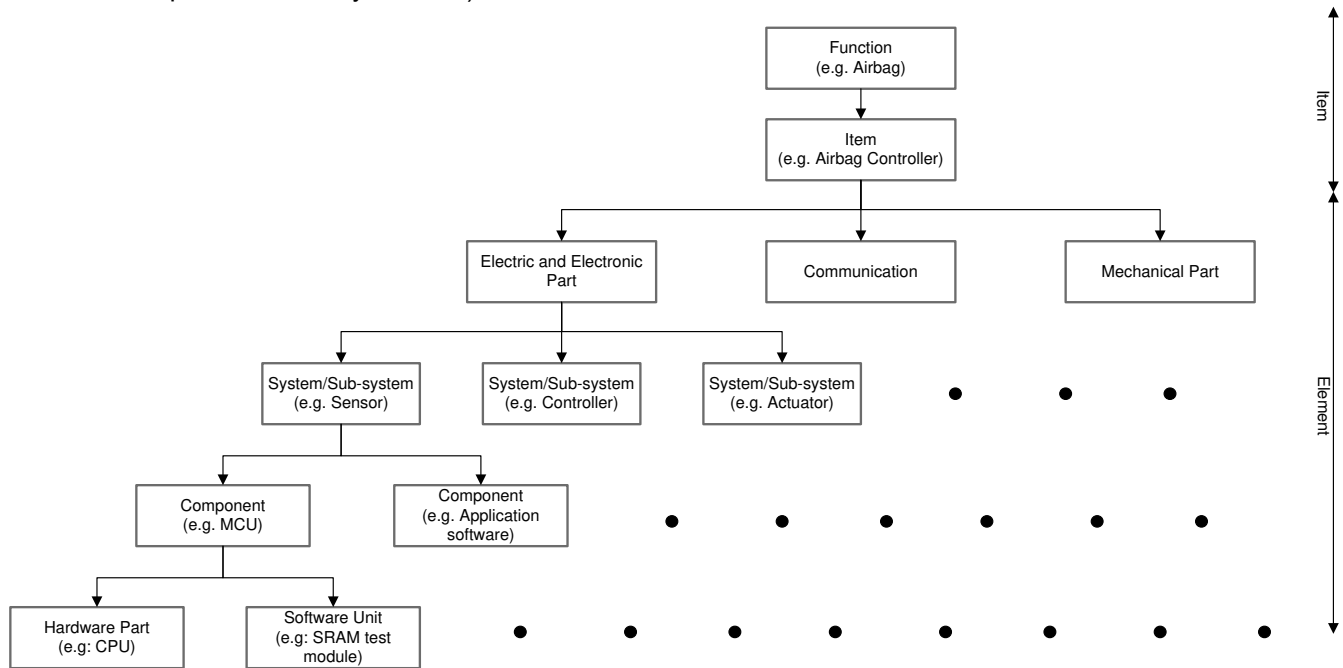 Function
(e.g. Airbag)
Item
Item
(e.g. Airbag Controller)
Electric and Electronic
Part
Communication
Mechanical Part
System/Sub-system
(e.g. Sensor)
System/Sub-system
(e.g. Controller)
System/Sub-system
(e.g. Actuator)
Element
Component
(e.g. MCU)
Component
(e.g. Application
software)
Hardware Part
(e.g: CPU)
Software Unit
(e.g: SRAM test
module)